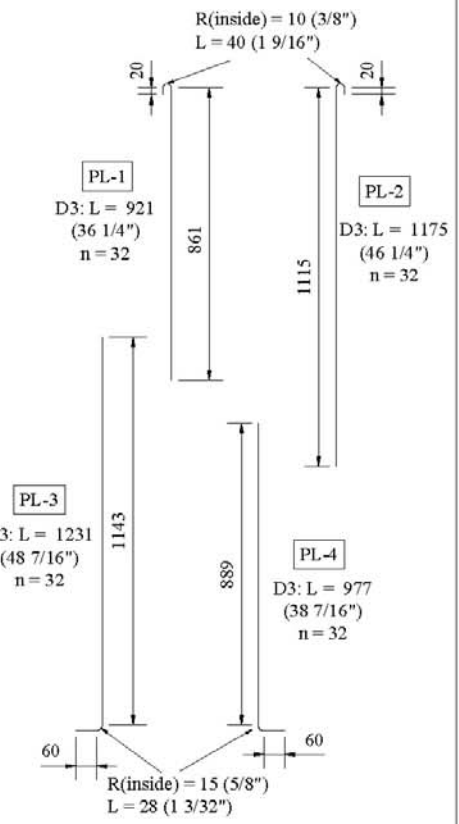 R(inside) = 10 (3/8")
L = 40 (1 9/16")
20
20
PL-1
D3: L = 921
(36 1/4")
n = 32
861
PL-2
D3: L = 1175
(46 1/4")
n = 32
1115
PL-3
3: L = 1231
(48 7/16")
n = 32
1143
889
PL-4
D3: L = 977
(38 7/16")
n = 32
60
60
R(inside) = 15 (5/8")
L = 28 (1 3/32")